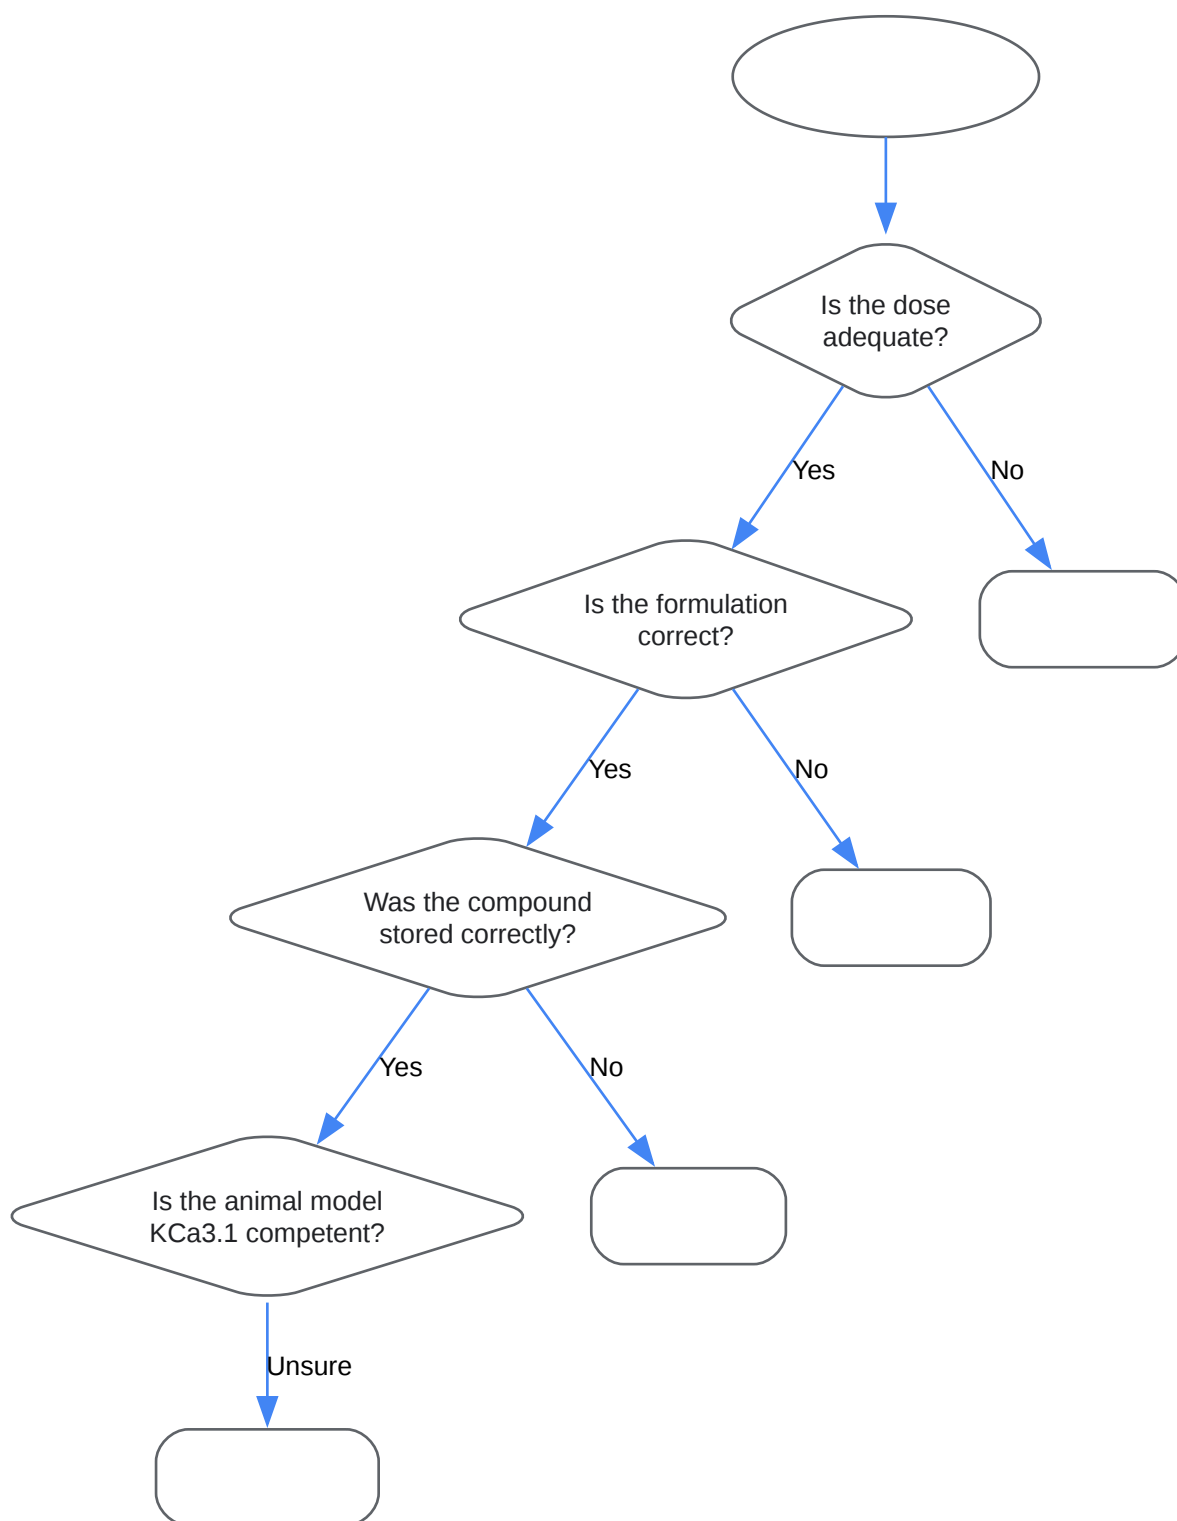 Is the dose
adequate?
Yes
No
Is the formulation
correct?
Yes
No
Was the compound
stored correctly?
Yes
No
Is the animal model
KCa3.1 competent?
Unsure